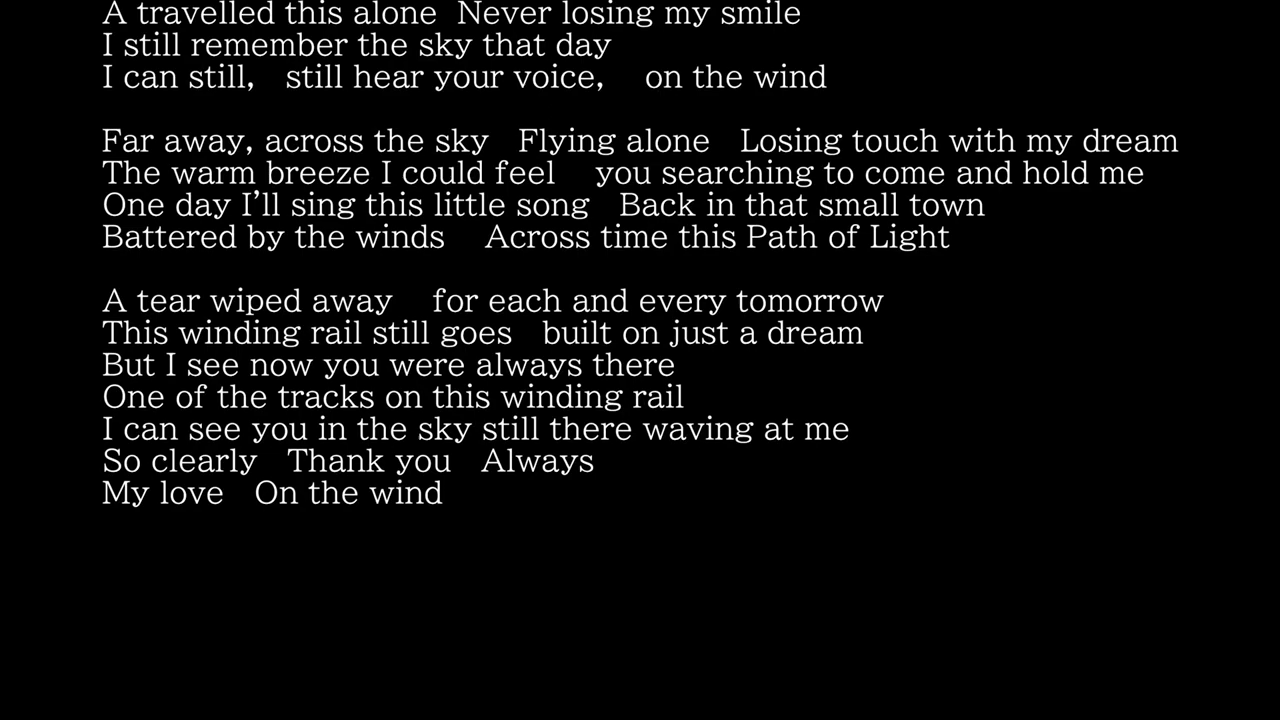 A travelled this alone  Never losing my smile
I still remember the sky that day
I can still,   still hear your voice,    on the wind
Far away, across the sky   Flying alone   Losing touch with my dream
The warm breeze I could feel    you searching to come and hold me
One day I’ll sing this little song   Back in that small town
Battered by the winds    Across time this Path of Light
A tear wiped away    for each and every tomorrow
This winding rail still goes   built on just a dream
But I see now you were always there
One of the tracks on this winding rail
I can see you in the sky still there waving at me
So clearly   Thank you   Always
My love   On the wind